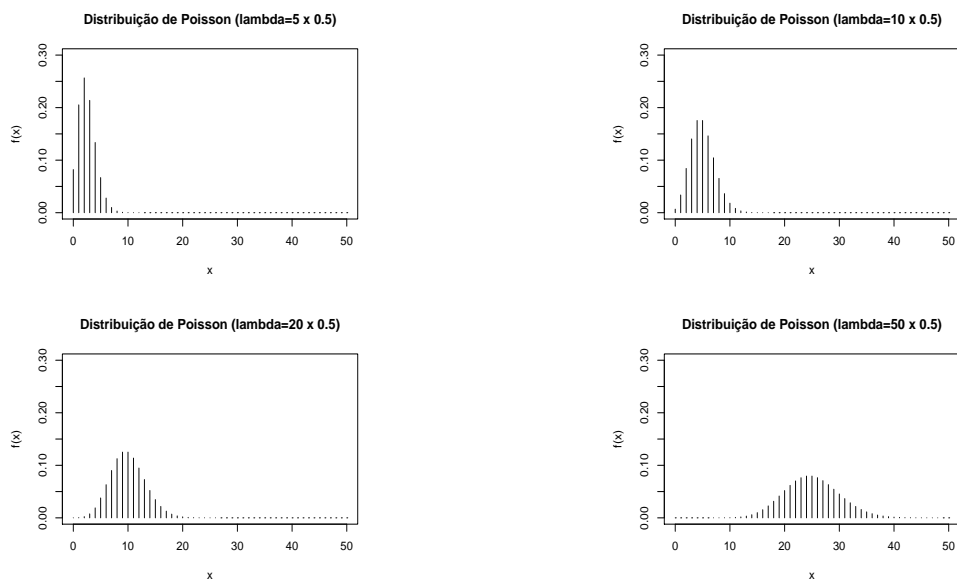 Distribuição de Poisson (lambda=5 x 0.5)
f(x)
0.00 0.10 0.20 0.30
0 10 20 30 40 50
x
Distribuição de Poisson (lambda=10 x 0.5)
f(x)
0.00 0.10 0.20 0.30
0 10 20 30 40 50
x
Distribuição de Poisson (lambda=20 x 0.5)
f(x)
0.00 0.10 0.20 0.30
0 10 20 30 40 50
x
Distribuição de Poisson (lambda=50 x 0.5)
f(x)
0.00 0.10 0.20 0.30
0 10 20 30 40 50
x